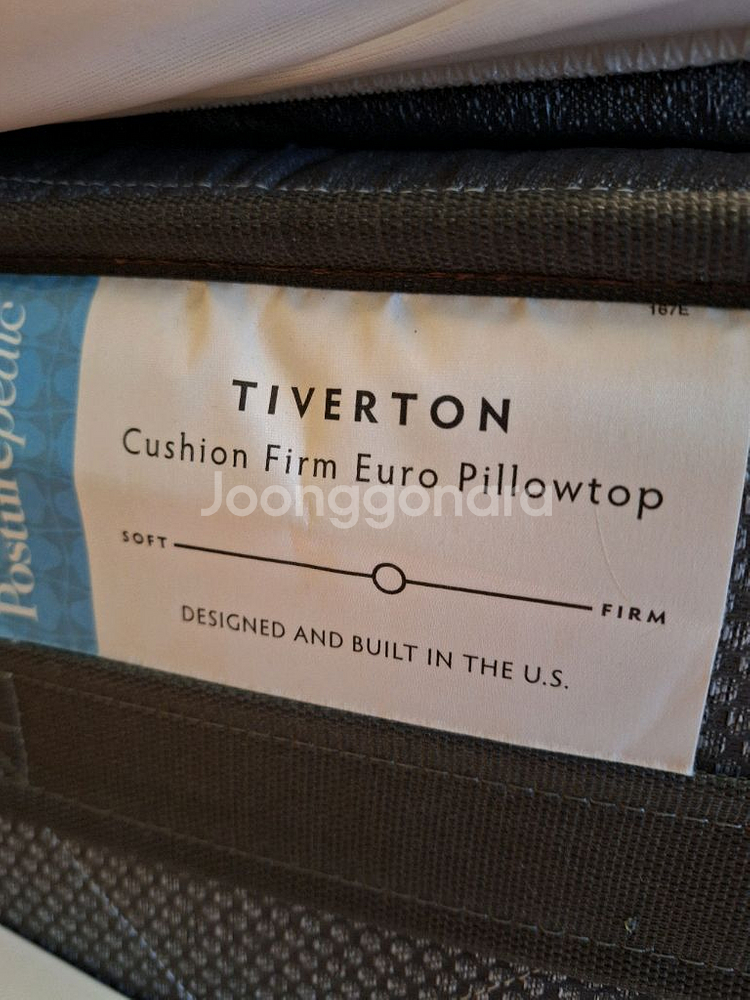 167E
Posturepedic
TIVERTON
Cushion Firm Euro Pillowtop
Joonggonara
SOFT
FIRM
DESIGNED AND BUILT IN THE U.S.